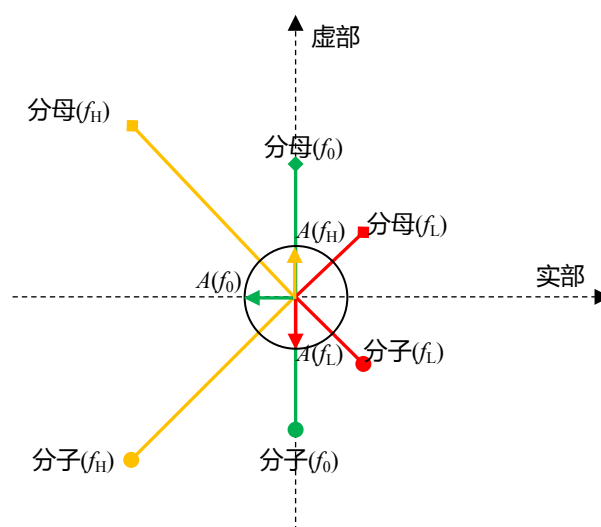 虚部
分母(fH)
分母(f0)
A(fH)
分母(fL)
A(f0)
实部
A(fL)
分子(fL)
分子(fH)
分子(f0)